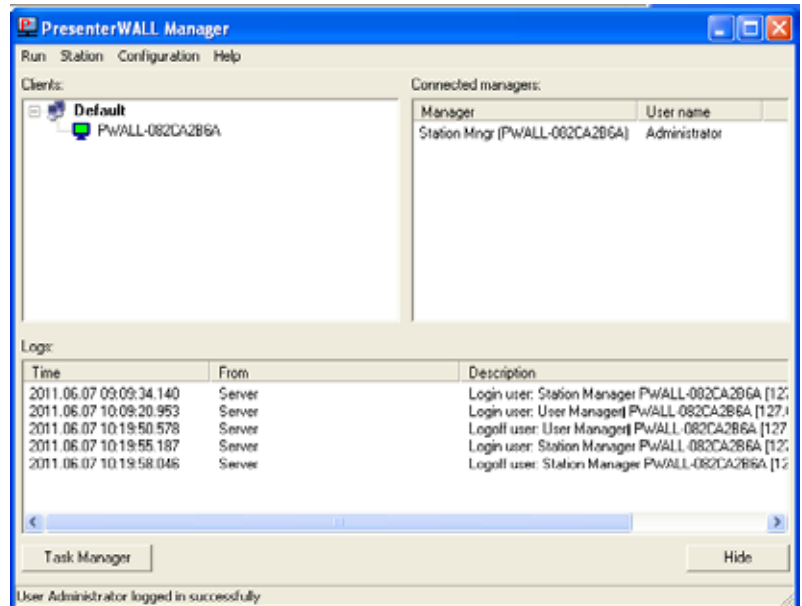 PresenterWALL Manager
Run Station Configuration Help
Clients:
Connected managers:
Default
PWALL-082CA2B6A
Manager User name
Station Mngr (PWALL-082CA2B6A) Administrator
Logs:
Time From Description
2011.06.07 09:09:34.140 Server Login user: Station Manager PWALL-082CA2B6A [127
2011.06.07 10:09:20.953 Server Login user: User Manager| PWALL-082CA2B6A [127.
2011.06.07 10:19:50.578 Server Logoff user: User Manager| PWALL-082CA2B6A [127
2011.06.07 10:19:55.187 Server Login user: Station Manager PWALL-082CA2B6A [127
2011.06.07 10:19:58.046 Server Logoff user: Station Manager PWALL-082CA2B6A [12
Task Manager
Hide
User Administrator logged in successfully